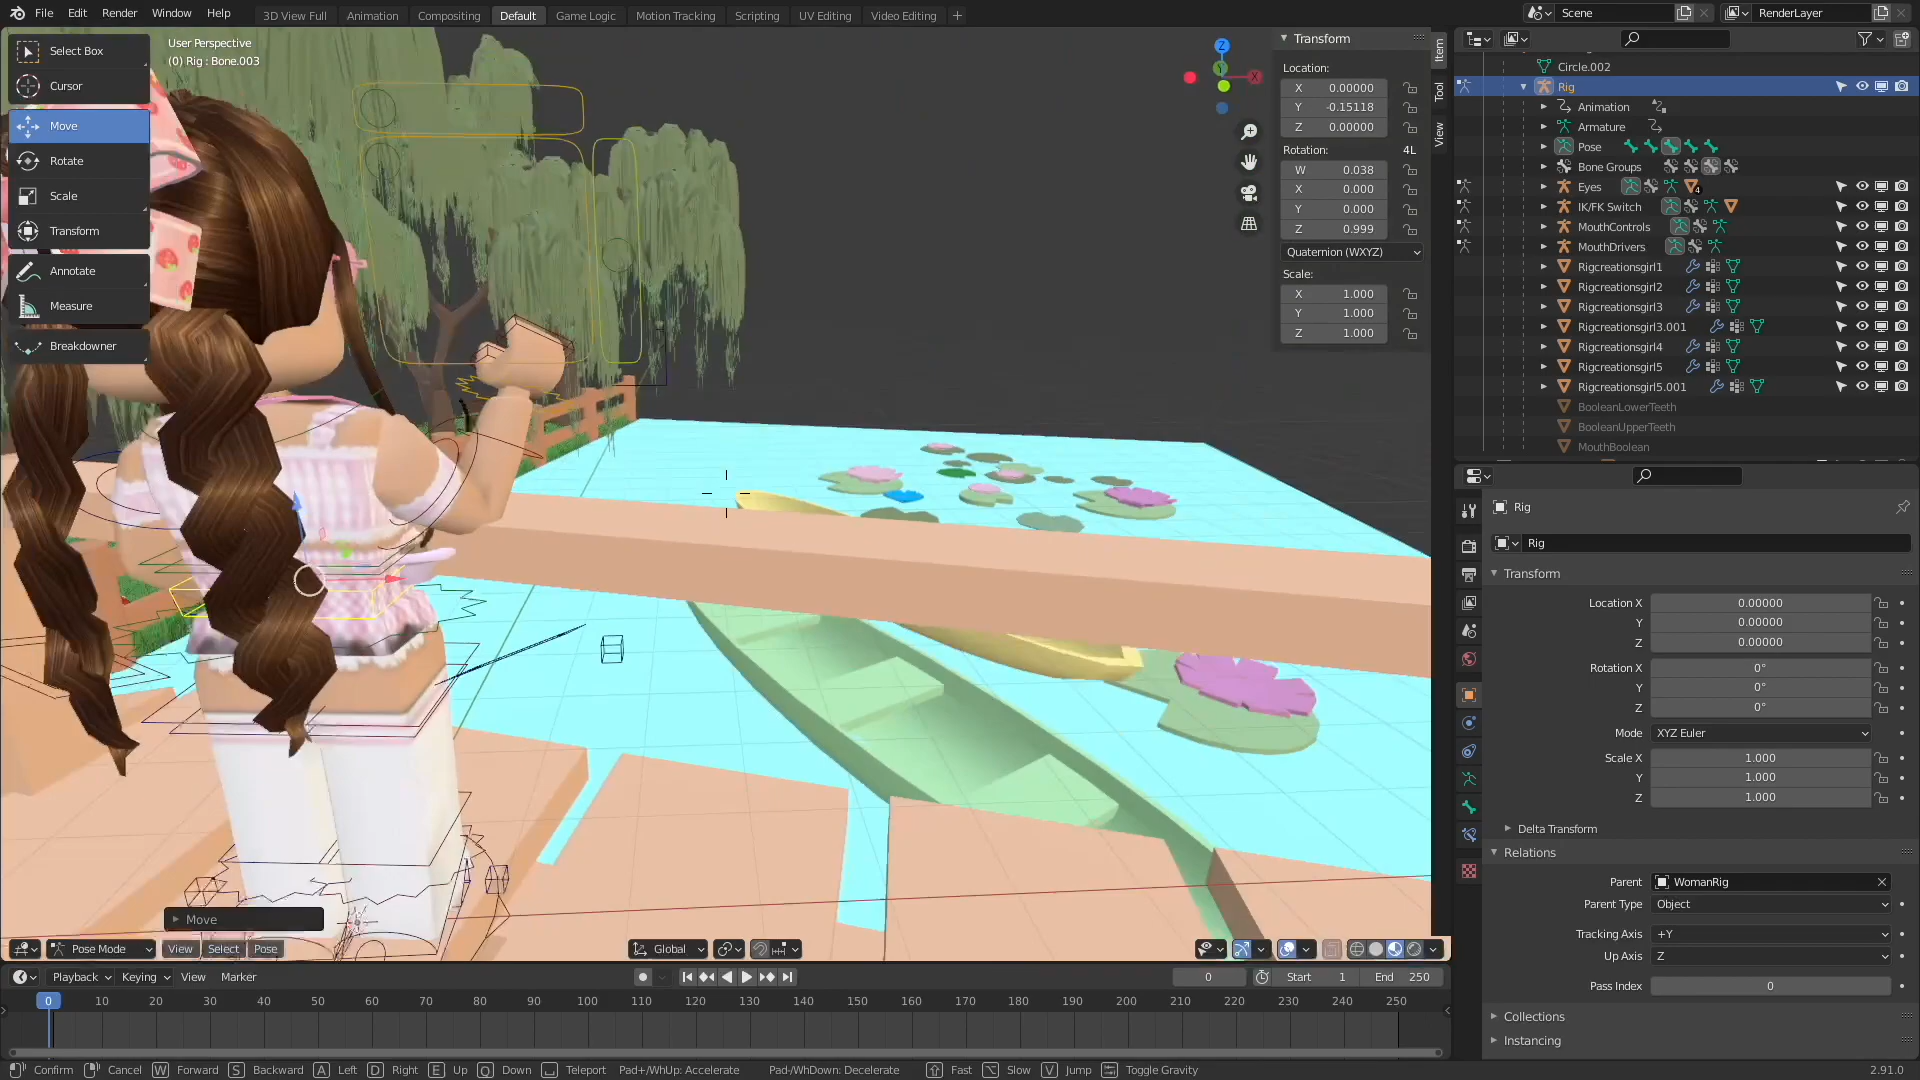 File Edit Render Window Help
3D View Full Animation Compositing Default Game Logic Motion Tracking Scripting UV Editing Video Editing +
Scene
RenderLayer
Select Box
Cursor
Move
Rotate
Scale
Transform
Annotate
Measure
Breakdowner
User Perspective
(0) Rig : Bone.003
Z
Y
X
Transform
Location:
X 0.00000
Y -0.15118
Z 0.00000
Rotation: 4L
W 0.038
X 0.000
Y 0.000
Z 0.999
Quaternion (WXYZ)
Scale:
X 1.000
Y 1.000
Z 1.000
Item
Tool
View
Circle.002
Rig
Animation
Armature
Pose
Bone Groups
Eyes 4
IK/FK Switch
MouthControls
MouthDrivers
Rigcreationsgirl1
Rigcreationsgirl2
Rigcreationsgirl3
Rigcreationsgirl3.001
Rigcreationsgirl4
Rigcreationsgirl5
Rigcreationsgirl5.001
BooleanLowerTeeth
BooleanUpperTeeth
MouthBoolean
Rig
Rig
Transform
Location X 0.00000
Y 0.00000
Z 0.00000
Rotation X 0°
Y 0°
Z 0°
Mode XYZ Euler
Scale X 1.000
Y 1.000
Z 1.000
Delta Transform
Relations
Parent WomanRig
Parent Type Object
Tracking Axis +Y
Up Axis Z
Pass Index 0
Collections
Instancing
Move
Pose Mode View Select Pose
Global
Playback Keying View Marker
0 Start 1 End 250
0 10 20 30 40 50 60 70 80 90 100 110 120 130 140 150 160 170 180 190 200 210 220 230 240 250
Confirm Cancel W Forward S Backward A Left D Right E Up Q Down Teleport Pad+/WhUp: Accelerate Pad-/WhDown: Decelerate Fast Slow V Jump Toggle Gravity
2.91.0